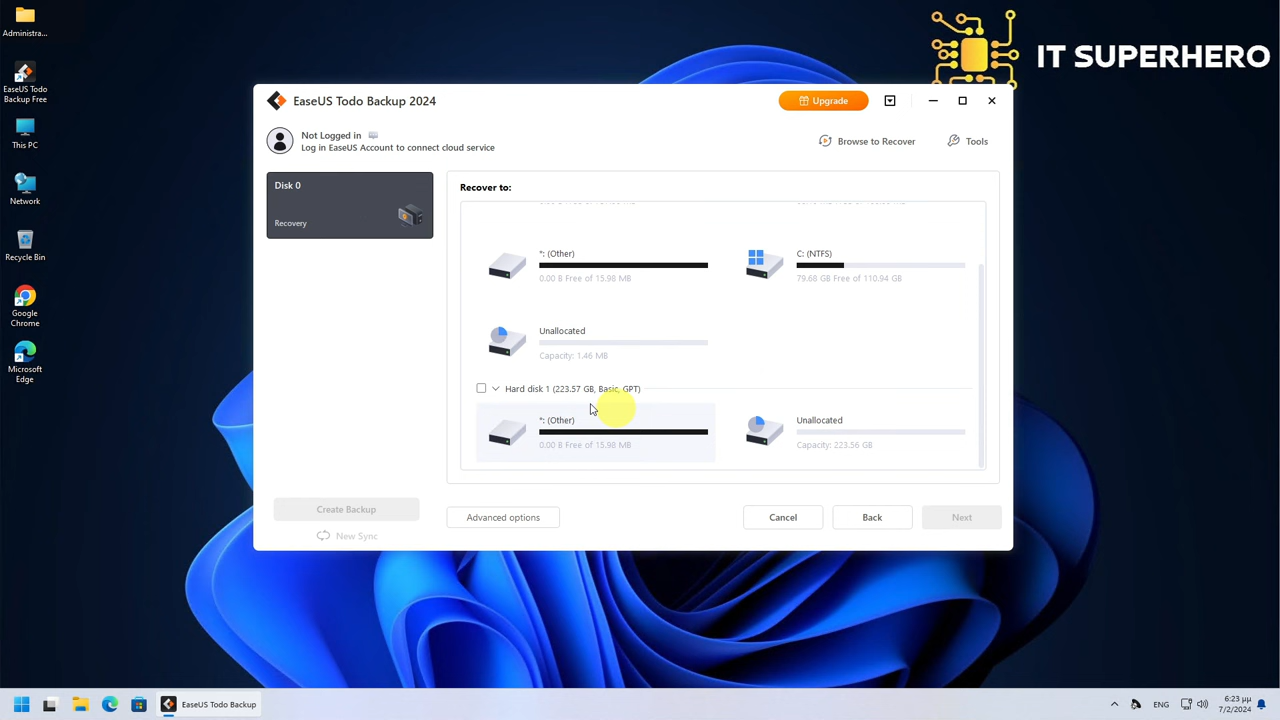 Administra...
EaseUS Todo
Backup Free
This PC
Network
Recycle Bin
Google
Chrome
Microsoft
Edge
IT SUPERHERO
EaseUS Todo Backup 2024
Upgrade
Not Logged in
Log in EaseUS Account to connect cloud service
Browse to Recover
Tools
Disk 0
Recovery
Recover to:
*: (Other)
0.00 B Free of 15.98 MB
C: (NTFS)
79.68 GB Free of 110.94 GB
Unallocated
Capacity: 1.46 MB
Hard disk 1 (223.57 GB, Basic, GPT)
*: (Other)
0.00 B Free of 15.98 MB
Unallocated
Capacity: 223.56 GB
Create Backup
New Sync
Advanced options
Cancel
Back
Next
EaseUS Todo Backup
ENG
6:23 μμ
7/2/2024